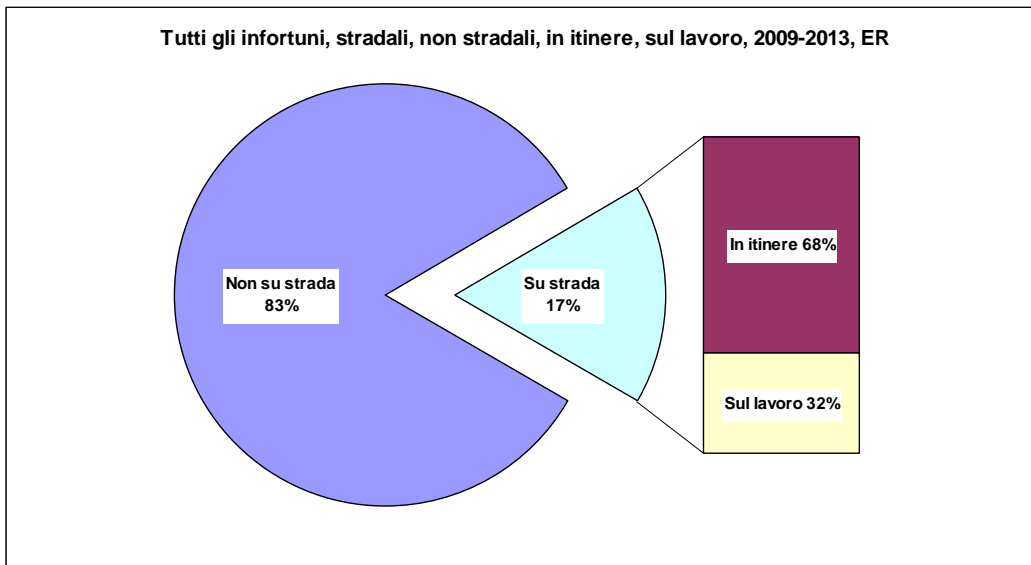 Tutti gli infortuni, stradali, non stradali, in itinere, sul lavoro, 2009-2013, ER
Non su strada
83%
Su strada
17%
In itinere 68%
Sul lavoro 32%